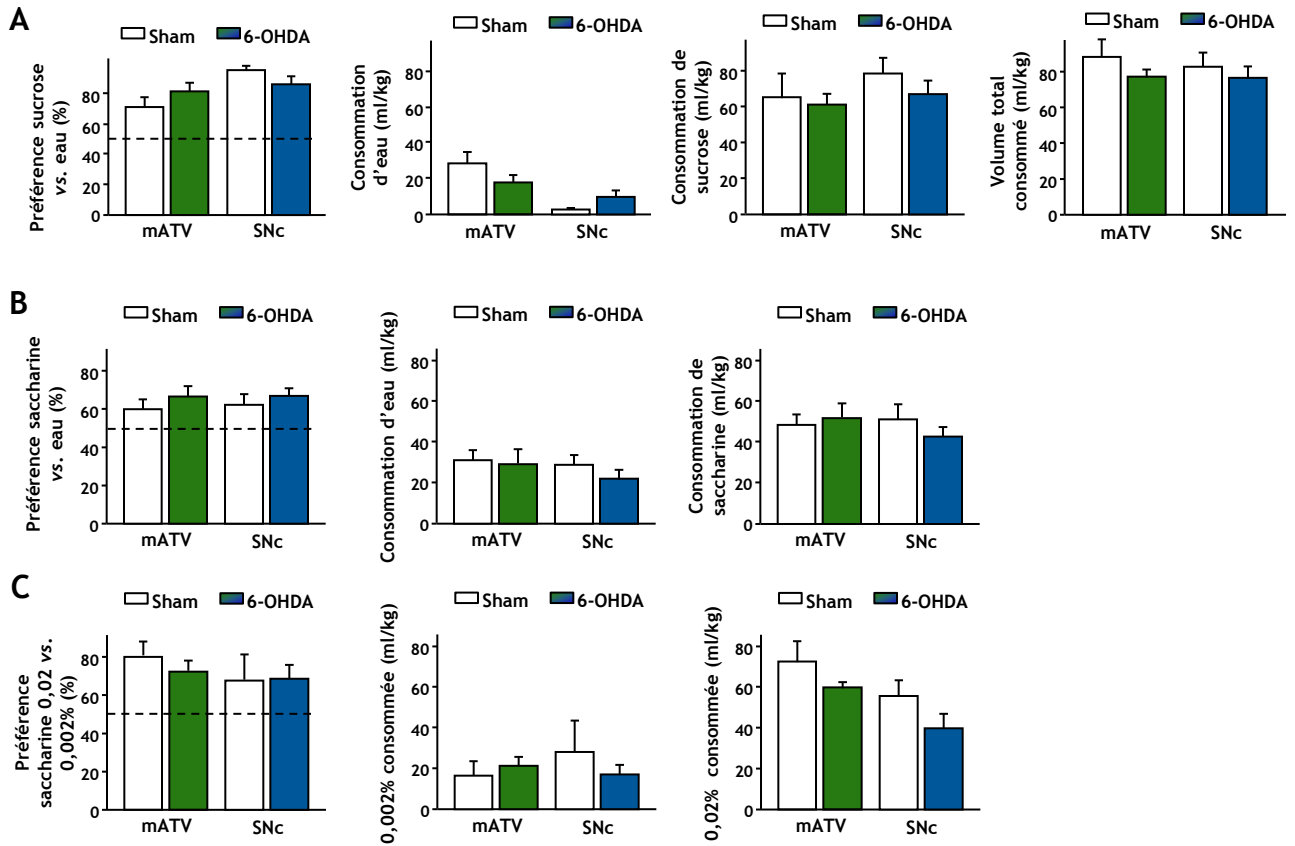 A
Sham 6-OHDA
Préférence sucrose
vs. eau (%)
80
60
40
20
0
mATV SNc
Sham 6-OHDA
Consommation
d'eau (ml/kg)
80
60
40
20
0
mATV SNc
Sham 6-OHDA
Consommation de
sucrose (ml/kg)
80
60
40
20
0
mATV SNc
Sham 6-OHDA
Volume total
consommé (ml/kg)
80
60
40
20
0
mATV SNc
B
Sham 6-OHDA
Préférence saccharine
vs. eau (%)
80
60
40
20
0
mATV SNc
Sham 6-OHDA
Consommation d'eau (ml/kg)
80
60
40
20
0
mATV SNc
Sham 6-OHDA
Consommation de
saccharine (ml/kg)
80
60
40
20
0
mATV SNc
C
Sham 6-OHDA
Préférence
saccharine 0,02 vs.
0,002% (%)
80
60
40
20
0
mATV SNc
Sham 6-OHDA
0,002% consommée (ml/kg)
80
60
40
20
0
mATV SNc
Sham 6-OHDA
0,02% consommée (ml/kg)
80
60
40
20
0
mATV SNc